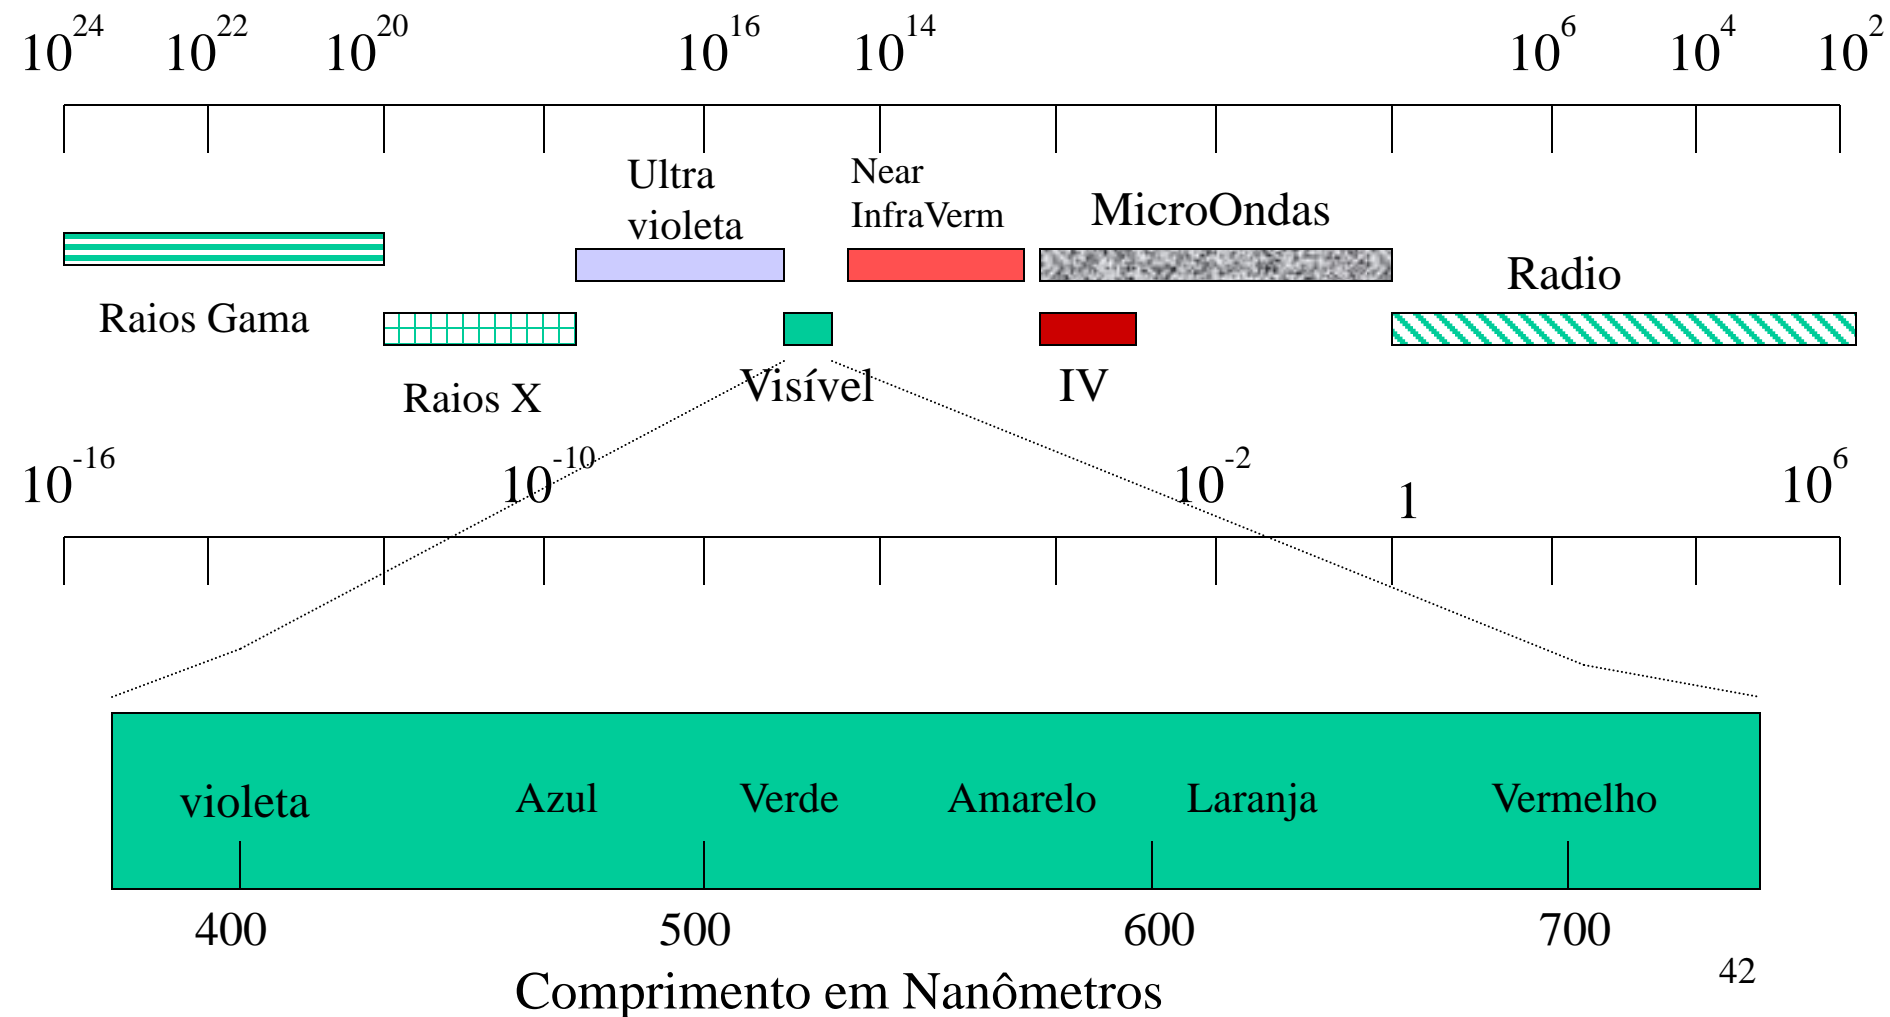 10^24 10^22 10^20 10^16 10^14 10^6 10^4 10^2
Ultra
violeta
Near
InfraVerm
MicroOndas
Radio
Raios Gama
Raios X
Visível
IV
10^-16 10^-10 10^-2 1 10^6
violeta Azul Verde Amarelo Laranja Vermelho
400 500 600 700
Comprimento em Nanômetros
42